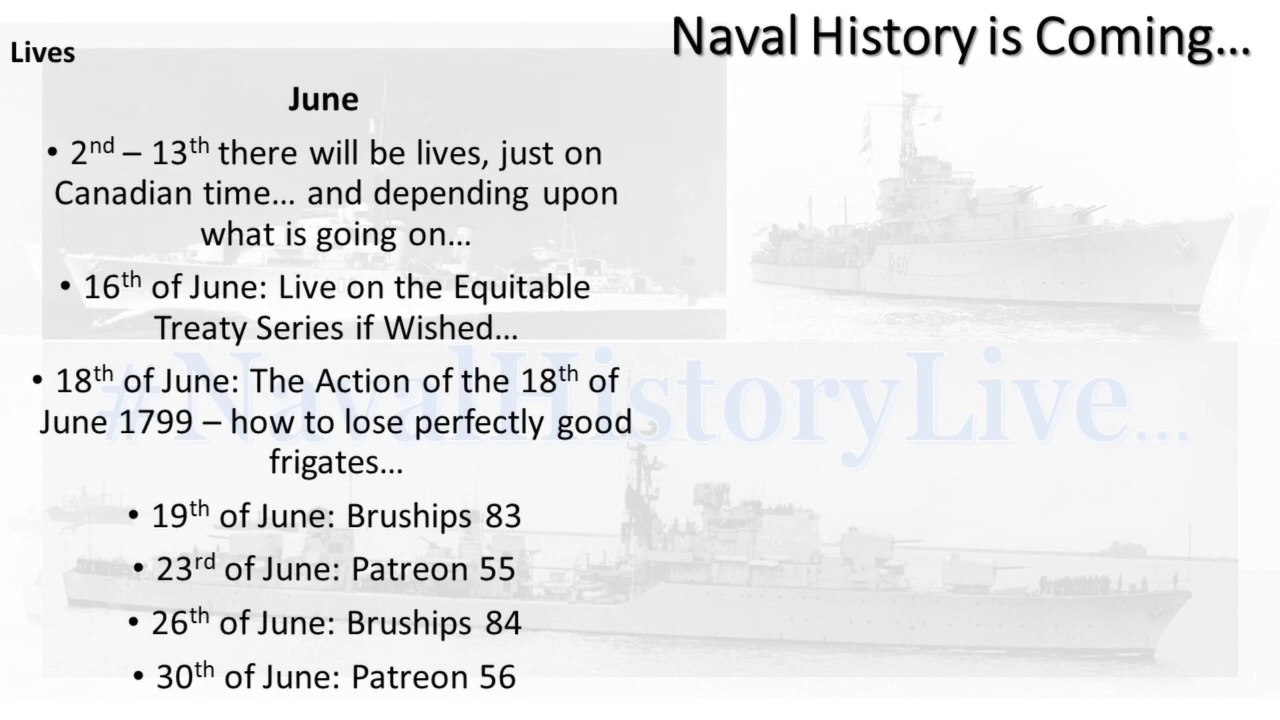 Naval History is Coming...
Lives
June
• 2nd – 13th there will be lives, just on
Canadian time... and depending upon
what is going on...
• 16th of June: Live on the Equitable
Treaty Series if Wished...
• 18th of June: The Action of the 18th of
June 1799 – how to lose perfectly good
frigates...
• 19th of June: Bruships 83
• 23rd of June: Patreon 55
• 26th of June: Bruships 84
• 30th of June: Patreon 56
#NavalHistoryLive...